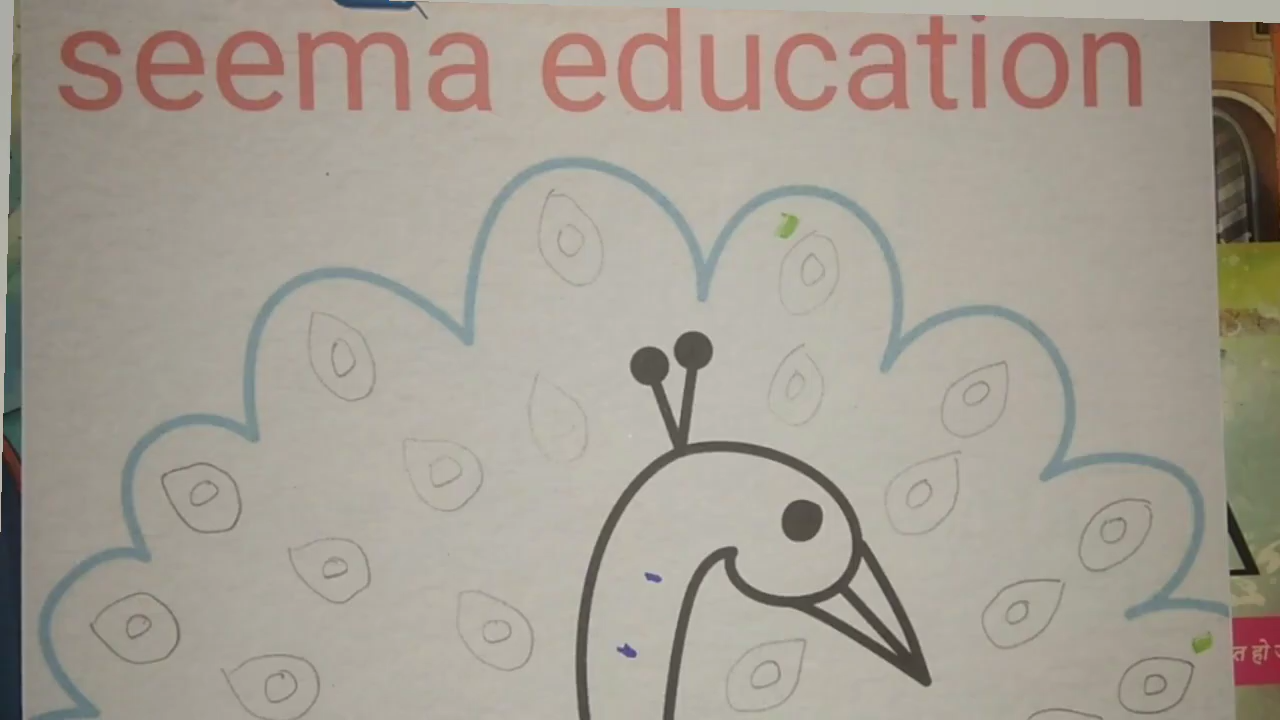 seema education
त हो